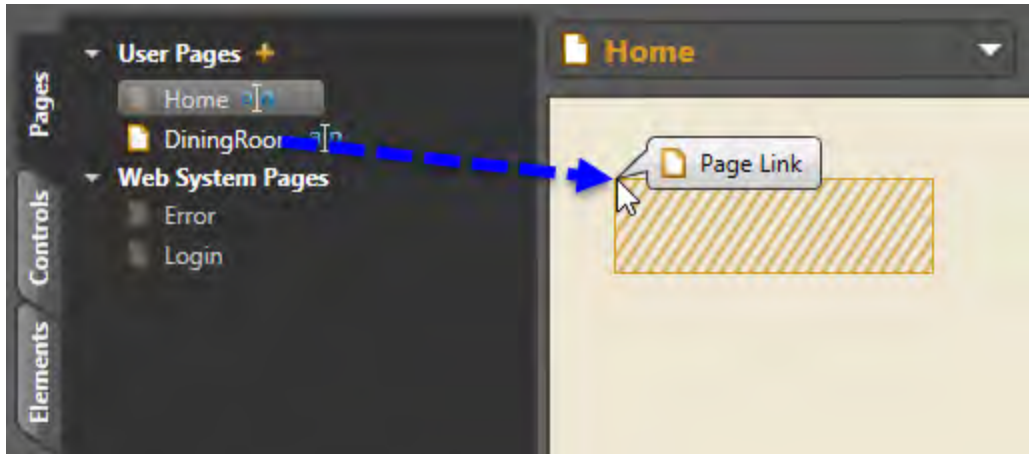 Pages
Controls
Elements
User Pages
Home
DiningRoom
Web System Pages
Error
Login
Home
Page Link